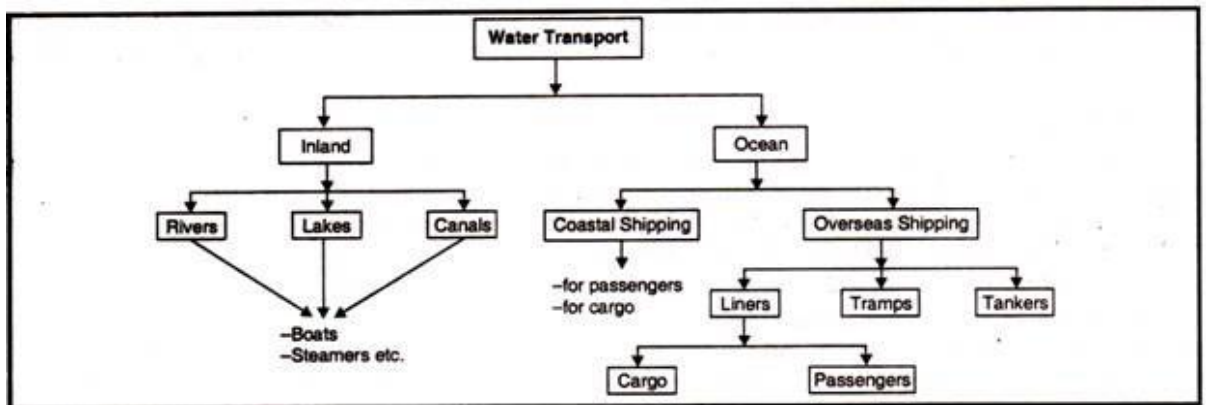 Water Transport
Inland
Ocean
Rivers
Lakes
Canals
Coastal Shipping
Overseas Shipping
–for passengers
–for cargo
Liners
Tramps
Tankers
–Boats
–Steamers etc.
Cargo
Passengers